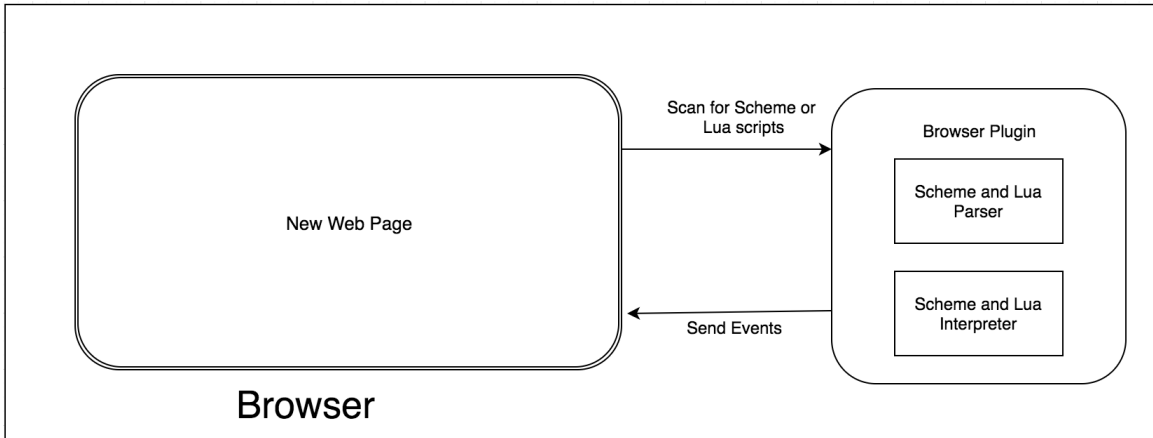 Scan for Scheme or
Lua scripts
Browser Plugin
Scheme and Lua
Parser
New Web Page
Scheme and Lua
Interpreter
Send Events
Browser